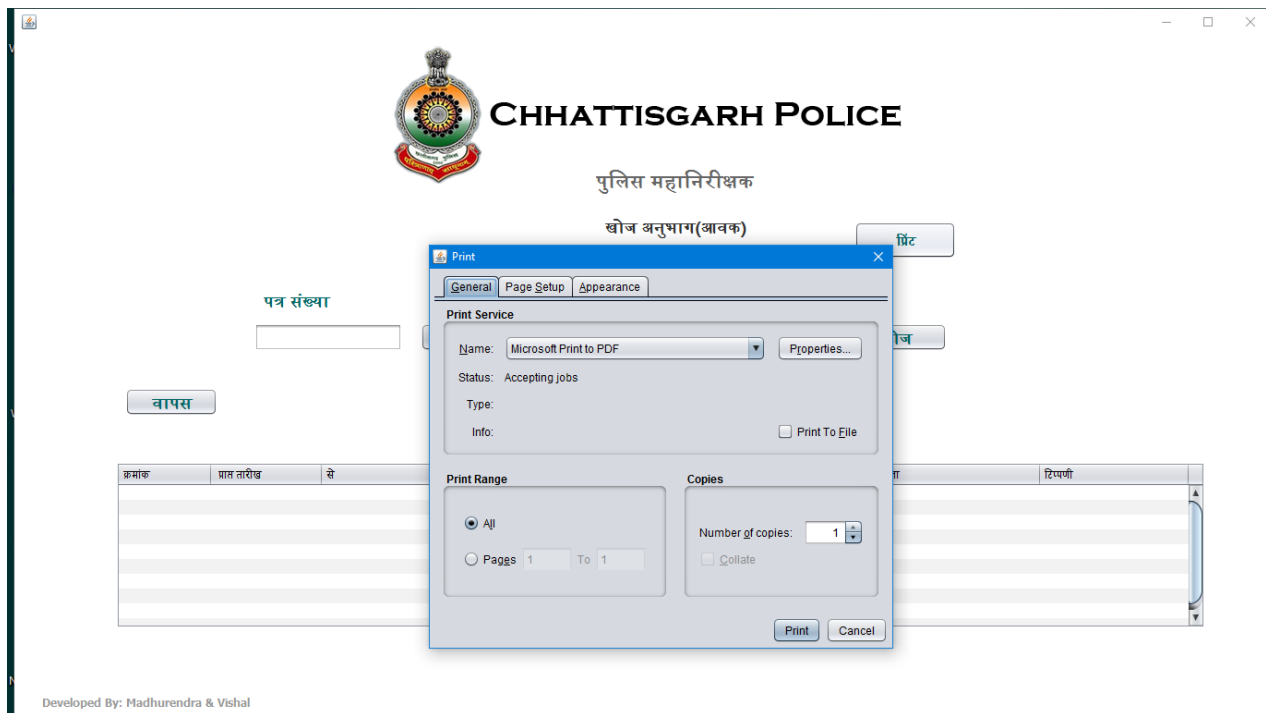 CHHATTISGARH POLICE
पुलिस महानिरीक्षक
खोज अनुभाग(आवक)
प्रिंट
Print
General Page Setup Appearance
पत्र संख्या
Print Service
Name: Microsoft Print to PDF Properties...
Status: Accepting jobs
Type:
Info: Print To File
वापस
क्रमांक प्राप्त तारीख से टिप्पणी
Print Range Copies
All
Number of copies: 1
Pages 1 To 1 Collate
Print Cancel
Developed By: Madhurendra & Vishal